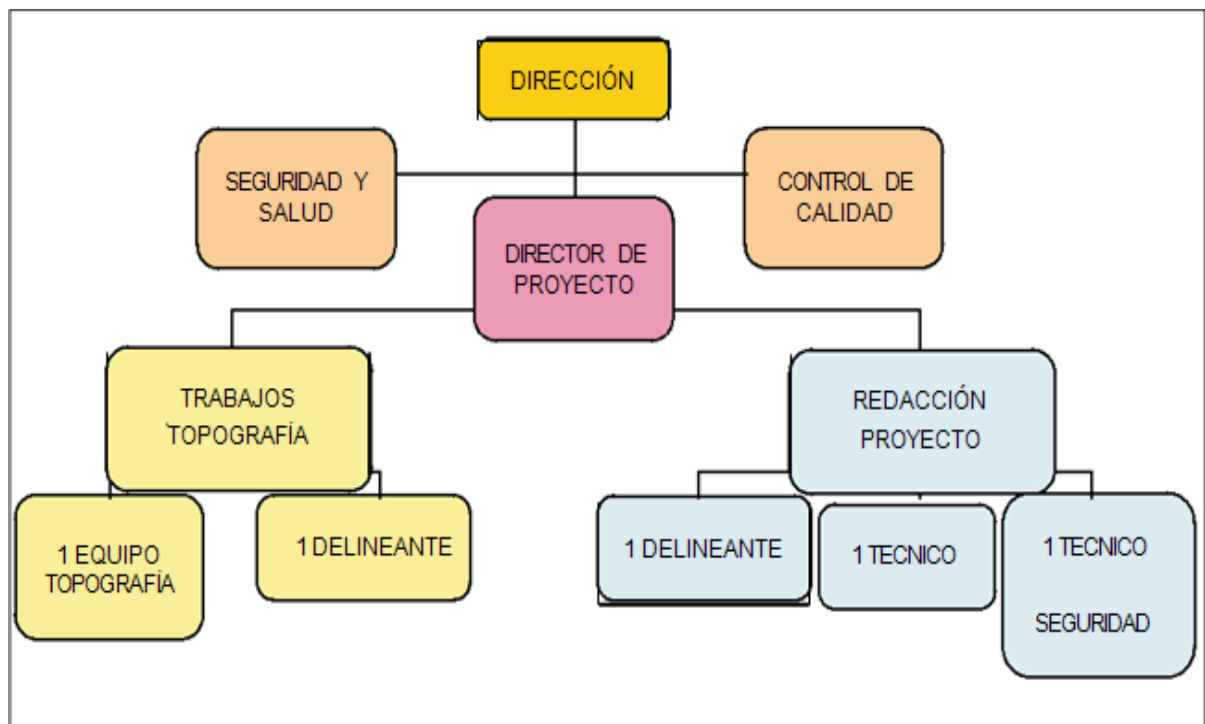 DIRECCIÓN
SEGURIDAD Y
SALUD
CONTROL DE
CALIDAD
DIRECTOR DE
PROYECTO
TRABAJOS
TOPOGRAFÍA
REDACCIÓN
PROYECTO
1 EQUIPO
TOPOGRAFÍA
1 DELINEANTE
1 DELINEANTE
1 TECNICO
1 TECNICO
SEGURIDAD